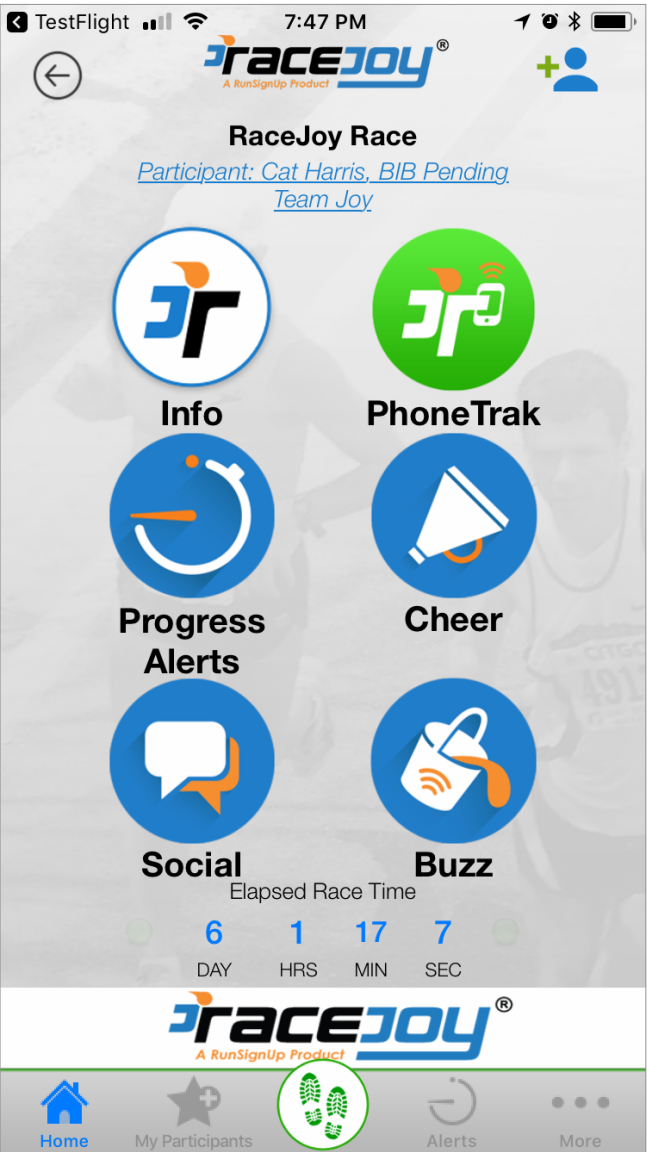 TestFlight
7:47 PM
racejoy®
A RunSignUp Product
RaceJoy Race
Participant: Cat Harris, BIB Pending
Team Joy
Info
PhoneTrak
Progress
Alerts
Cheer
CITGO
491
Social
Buzz
Elapsed Race Time
6 1 17 7
DAY HRS MIN SEC
racejoy®
A RunSignUp Product
Home
My Participants
Alerts
More